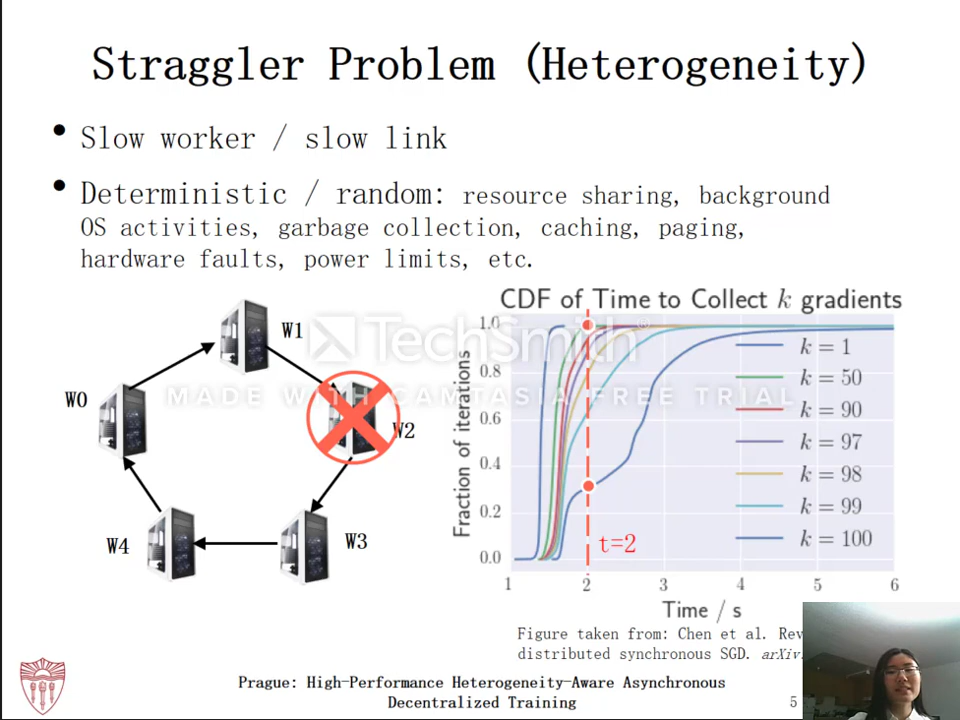 Straggler Problem (Heterogeneity)
• Slow worker / slow link
• Deterministic / random: resource sharing, background
OS activities, garbage collection, caching, paging,
hardware faults, power limits, etc.
W0
W1
W2
W3
W4
TechSmith®
MADE WITH CAMTASIA FREE TRIAL
CDF of Time to Collect k gradients
Fraction of iterations
1.0
0.8
0.6
0.4
0.2
0.0
k = 1
k = 50
k = 90
k = 97
k = 98
k = 99
k = 100
t=2
1 2 3 4 5 6
Time / s
Figure taken from: Chen et al. Rev
distributed synchronous SGD. arXiv.
Prague: High-Performance Heterogeneity-Aware Asynchronous
Decentralized Training
5